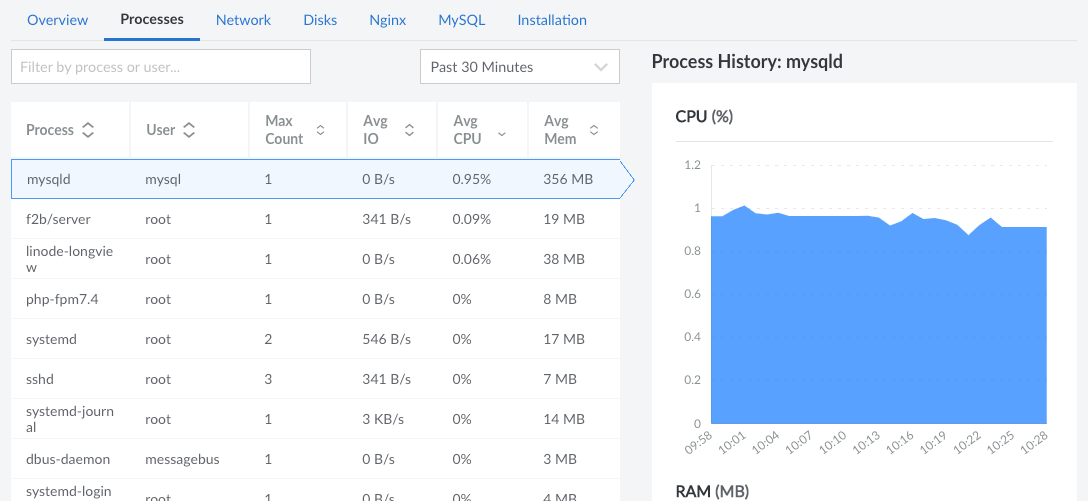 Overview Processes Network Disks Nginx MySQL Installation
Filter by process or user...
Past 30 Minutes
Process User Max Count Avg IO Avg CPU Avg Mem
mysqld mysql 1 0 B/s 0.95% 356 MB
f2b/server root 1 341 B/s 0.09% 19 MB
linode-longvie
w root 1 0 B/s 0.06% 38 MB
php-fpm7.4 root 1 0 B/s 0% 8 MB
systemd root 2 546 B/s 0% 17 MB
sshd root 3 341 B/s 0% 7 MB
systemd-journ
al root 1 3 KB/s 0% 14 MB
dbus-daemon messagebus 1 0 B/s 0% 3 MB
systemd-login
root 1 0 B/s 0% 4 MB
Process History: mysqld
CPU (%)
1.2
1
0.8
0.6
0.4
0.2
0
09:58 10:01 10:04 10:07 10:10 10:13 10:16 10:19 10:22 10:25 10:28
RAM (MB)